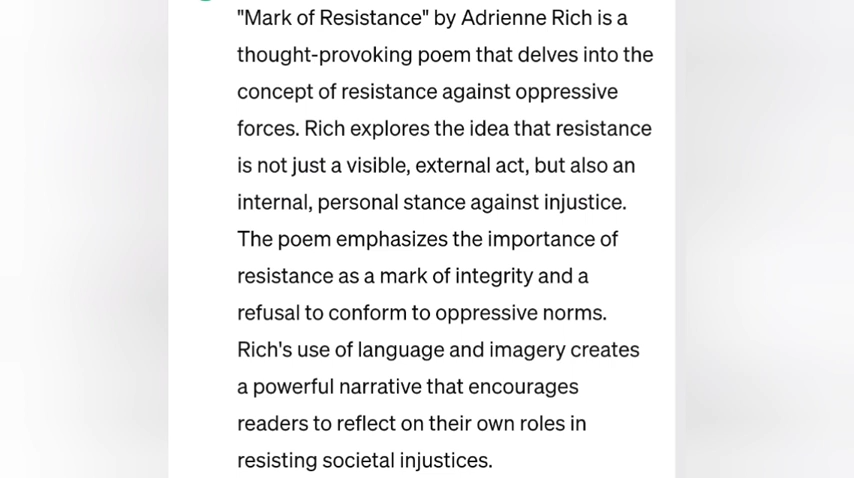 "Mark of Resistance" by Adrienne Rich is a
thought-provoking poem that delves into the
concept of resistance against oppressive
forces. Rich explores the idea that resistance
is not just a visible, external act, but also an
internal, personal stance against injustice.
The poem emphasizes the importance of
resistance as a mark of integrity and a
refusal to conform to oppressive norms.
Rich's use of language and imagery creates
a powerful narrative that encourages
readers to reflect on their own roles in
resisting societal injustices.